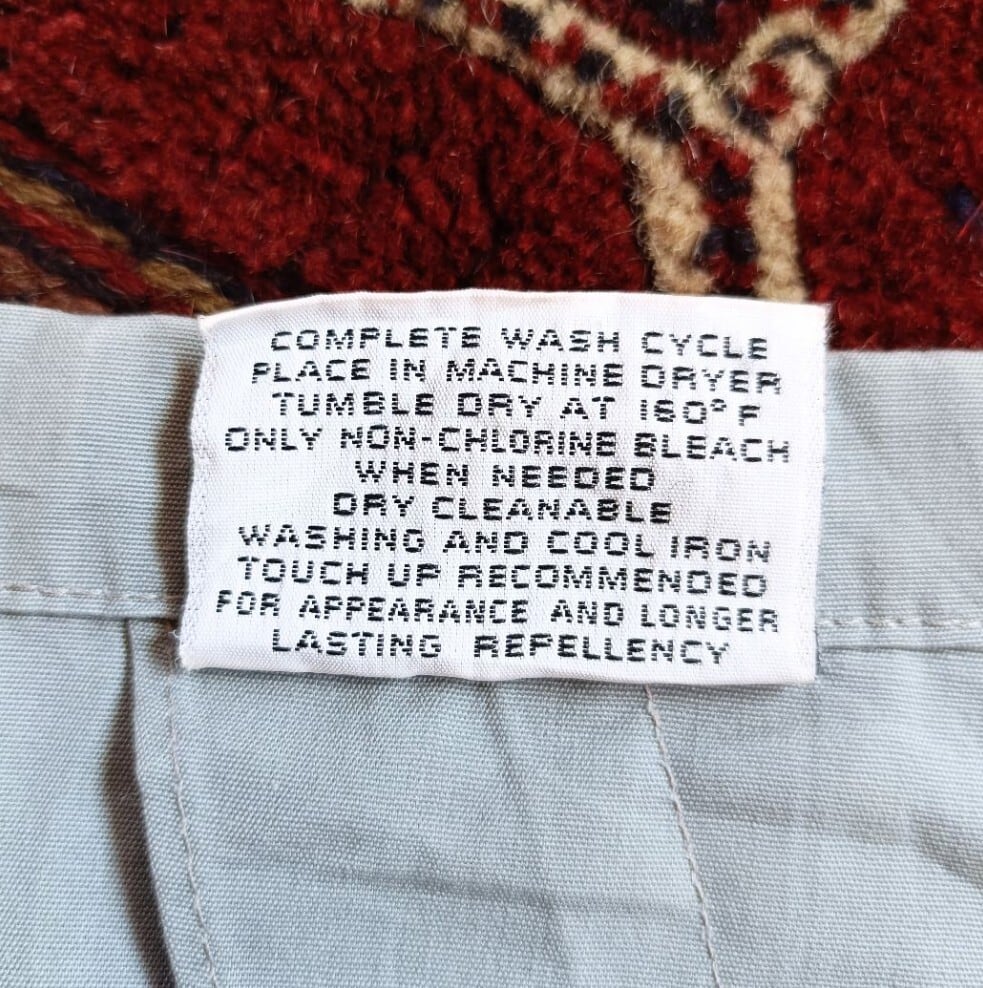 COMPLETE WASH CYCLE
PLACE IN MACHINE DRYER
TUMBLE DRY AT 160° F
ONLY NON-CHLORINE BLEACH
WHEN NEEDED
DRY CLEANABLE
WASHING AND COOL IRON
TOUCH UP RECOMMENDED
FOR APPEARANCE AND LONGER
LASTING REPELLENCY